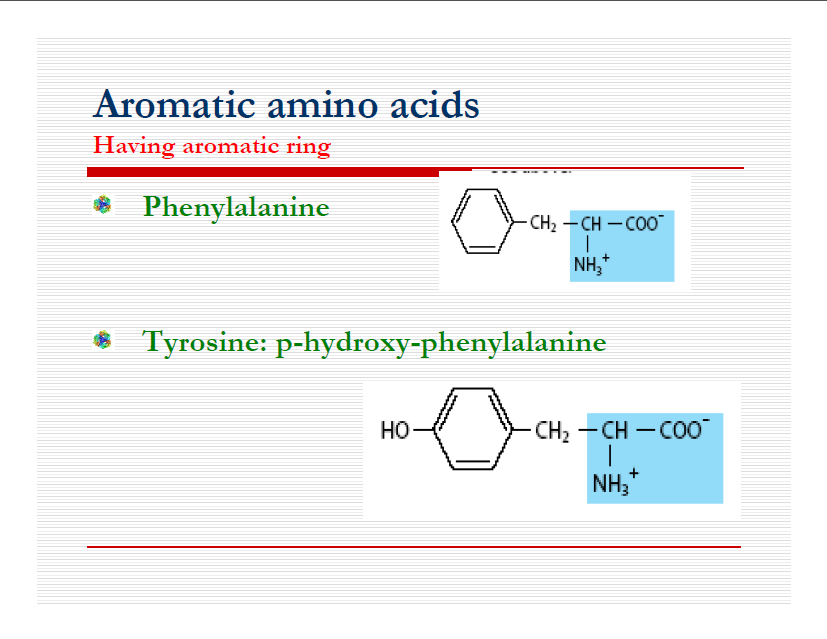 Aromatic amino acids
Having aromatic ring
Phenylalanine
CH₂ — CH — COO⁻
NH₃⁺
Tyrosine: p-hydroxy-phenylalanine
HO — CH₂ — CH — COO⁻
NH₃⁺